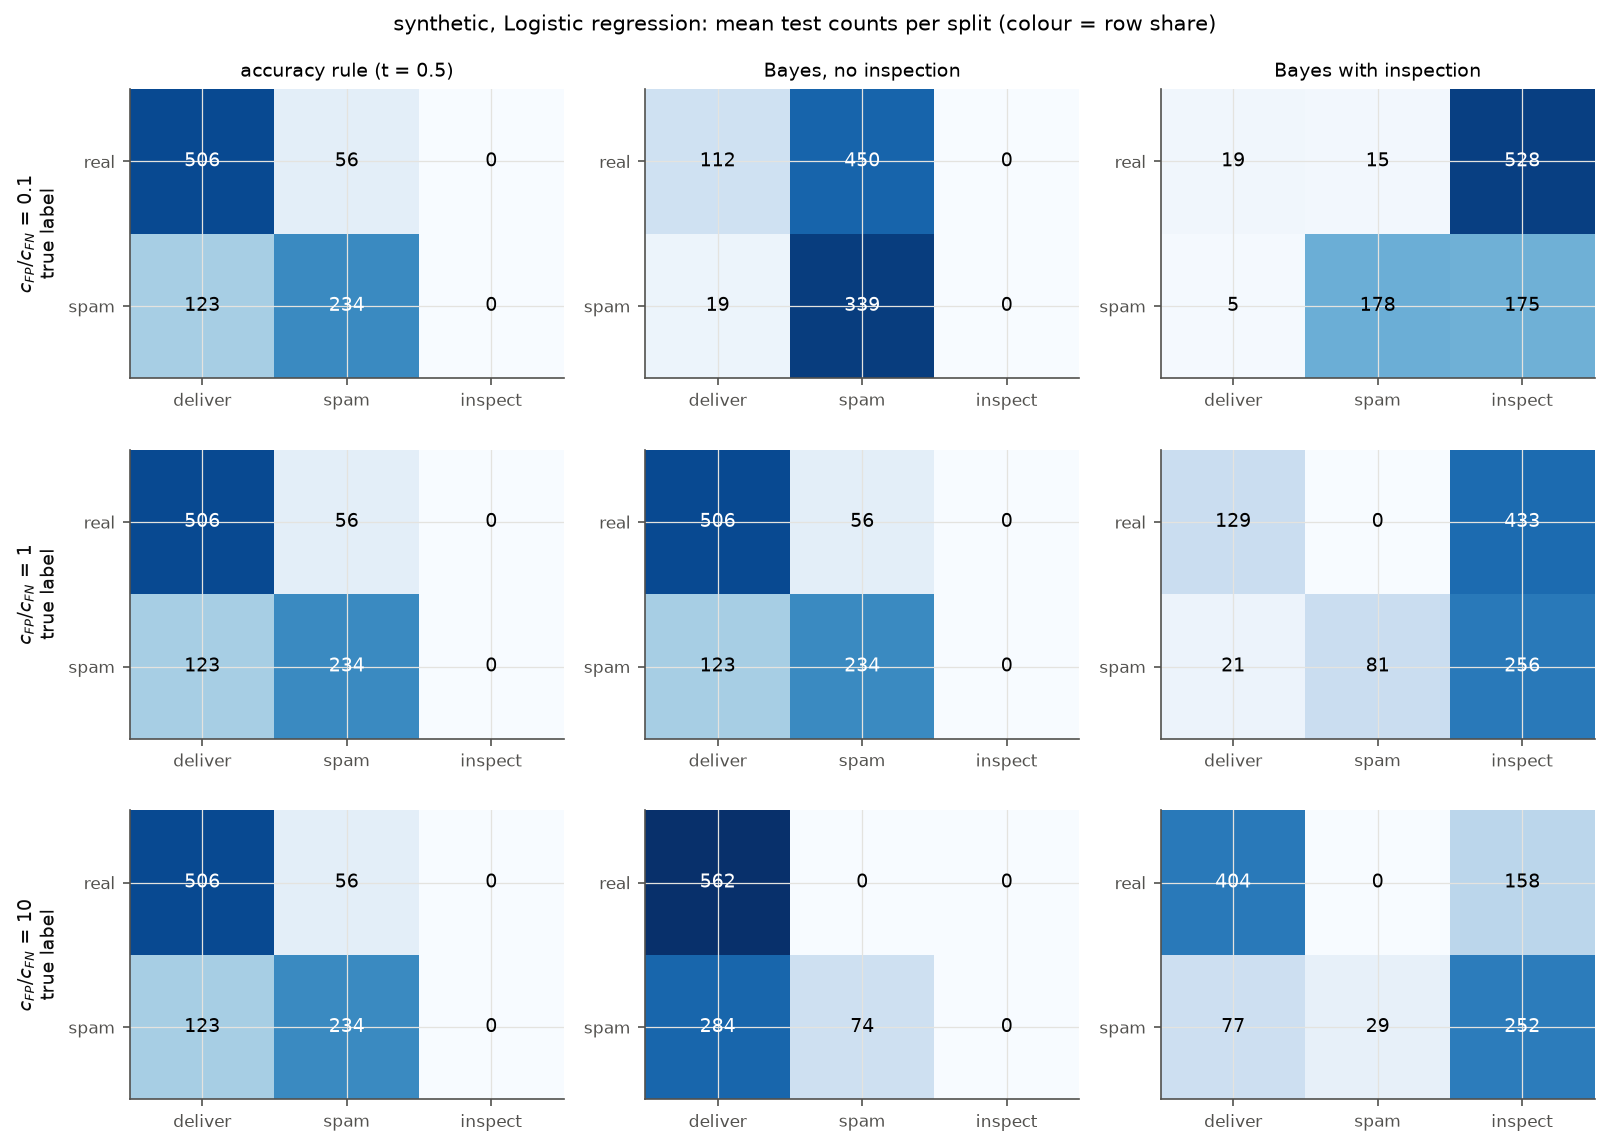 synthetic, Logistic regression: mean test counts per split (colour = row share)
accuracy rule (t = 0.5)
Bayes, no inspection
Bayes with inspection
c_FP/c_FN = 0.1
true label
real
506 56 0
spam
123 234 0
deliver spam inspect
real
112 450 0
spam
19 339 0
deliver spam inspect
real
19 15 528
spam
5 178 175
deliver spam inspect
c_FP/c_FN = 1
true label
real
506 56 0
spam
123 234 0
deliver spam inspect
real
506 56 0
spam
123 234 0
deliver spam inspect
real
129 0 433
spam
21 81 256
deliver spam inspect
c_FP/c_FN = 10
true label
real
506 56 0
spam
123 234 0
deliver spam inspect
real
562 0 0
spam
284 74 0
deliver spam inspect
real
404 0 158
spam
77 29 252
deliver spam inspect